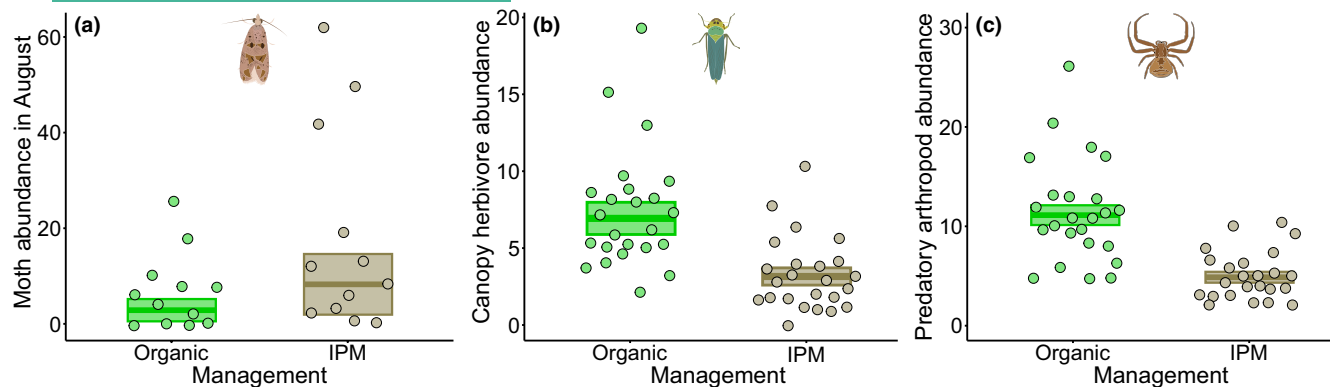 (a)
Moth abundance in August
60
40
20
0
Organic
IPM
Management
(b)
Canopy herbivore abundance
20
15
10
5
0
Organic
IPM
Management
(c)
Predatory arthropod abundance
30
20
10
0
Organic
IPM
Management